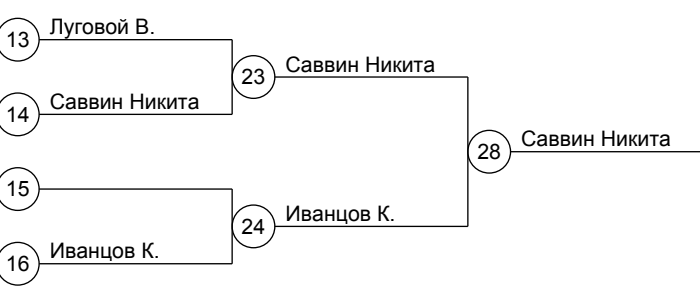 13 Луговой В.
23 Саввин Никита
14 Саввин Никита
28 Саввин Никита
15
24 Иванцов К.
16 Иванцов К.